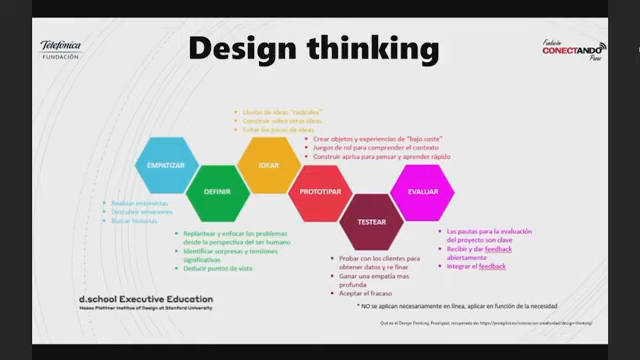 Telefónica
FUNDACIÓN
Design thinking
Fundación
CONECTANDO
Lluvias de ideas "radicales"
Construir sobre otras ideas
Evitar los juicios de ideas
Crear objetos y experiencias de "bajo coste"
Juegos de rol para comprender el contexto
Construir aprisa para pensar y aprender rápido
EMPATIZAR
DEFINIR
IDEAR
PROTOTIPAR
TESTEAR
EVALUAR
Realizar entrevistas
Descubrir emociones
Buscar historias
Replantear y enfocar los problemas
desde la perspectiva del ser humano
Identificar sorpresas y tensiones
significativas
Deducir puntos de vista
Probar con los clientes para
obtener datos y re finar
Ganar una empatía mas
profunda
Aceptar el fracaso
Las pautas para la evaluación
del proyecto son clave
Recibir y dar feedback
abiertamente
Integrar el feedback
d.school Executive Education
Hasso Plattner Institute of Design at Stanford University
* NO se aplican necesariamente en línea, aplicar en función de la necesidad